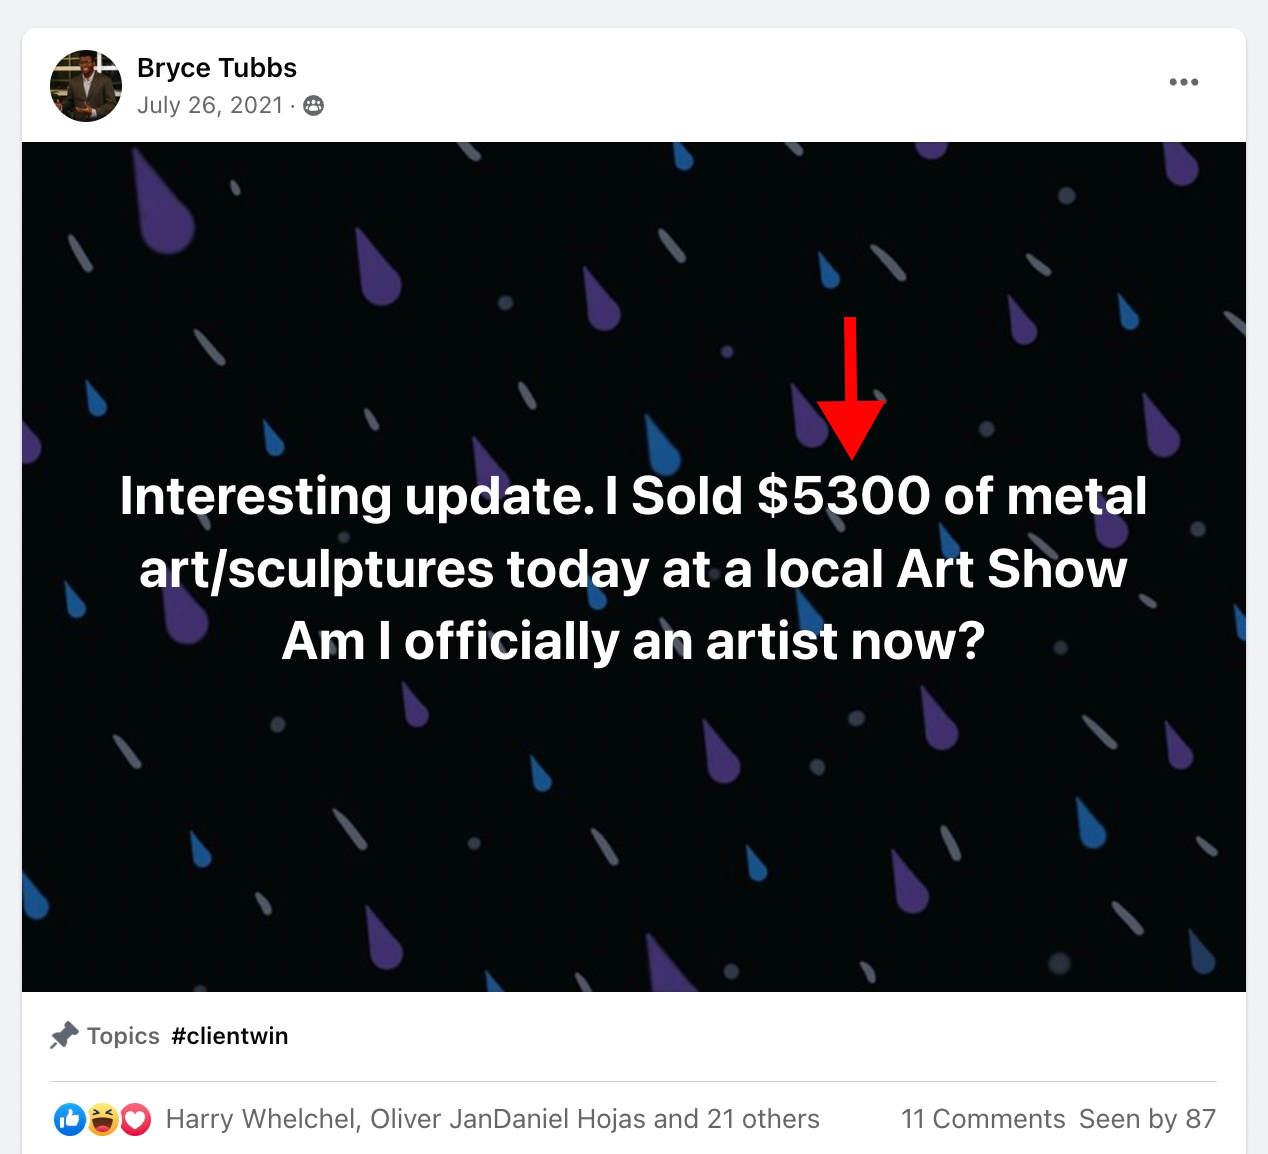 Bryce Tubbs
July 26, 2021 ·
Interesting update. I Sold $5300 of metal
art/sculptures today at a local Art Show
Am I officially an artist now?
Topics #clientwin
Harry Whelchel, Oliver JanDaniel Hojas and 21 others 11 Comments Seen by 87